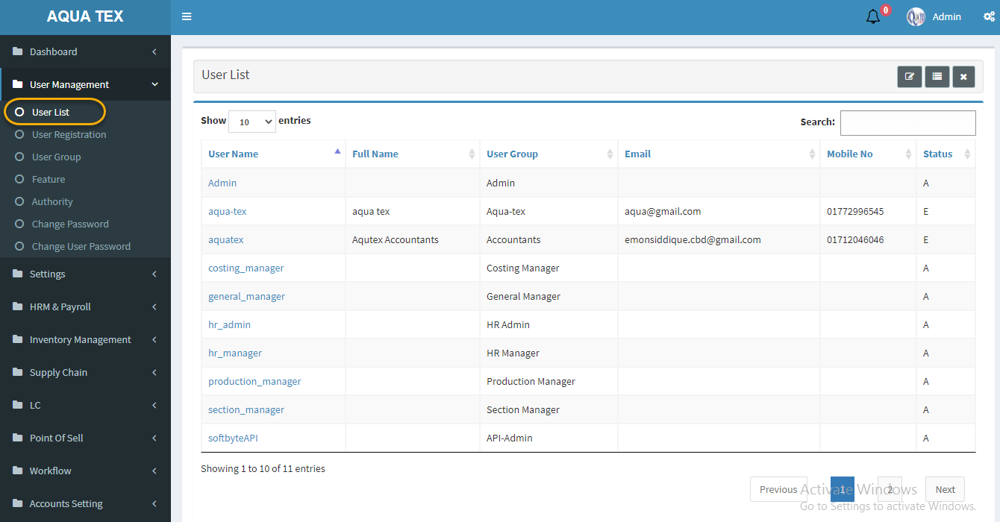 AQUA TEX
0
Admin
Dashboard
User Management
User List
User Registration
User Group
Feature
Authority
Change Password
Change User Password
Settings
HRM & Payroll
Inventory Management
Supply Chain
LC
Point Of Sell
Workflow
Accounts Setting
User List
Show 10 entries
Search:
User Name Full Name User Group Email Mobile No Status
Admin Admin A
aqua-tex aqua tex Aqua-tex aqua@gmail.com 01772996545 E
aquatex Aqutex Accountants Accountants emonsiddique.cbd@gmail.com 01712046046 E
costing_manager Costing Manager A
general_manager General Manager A
hr_admin HR Admin A
hr_manager HR Manager A
production_manager Production Manager A
section_manager Section Manager A
softbyteAPI API-Admin A
Showing 1 to 10 of 11 entries
Previous 1 2 Next
Activate Windows
Go to Settings to activate Windows.